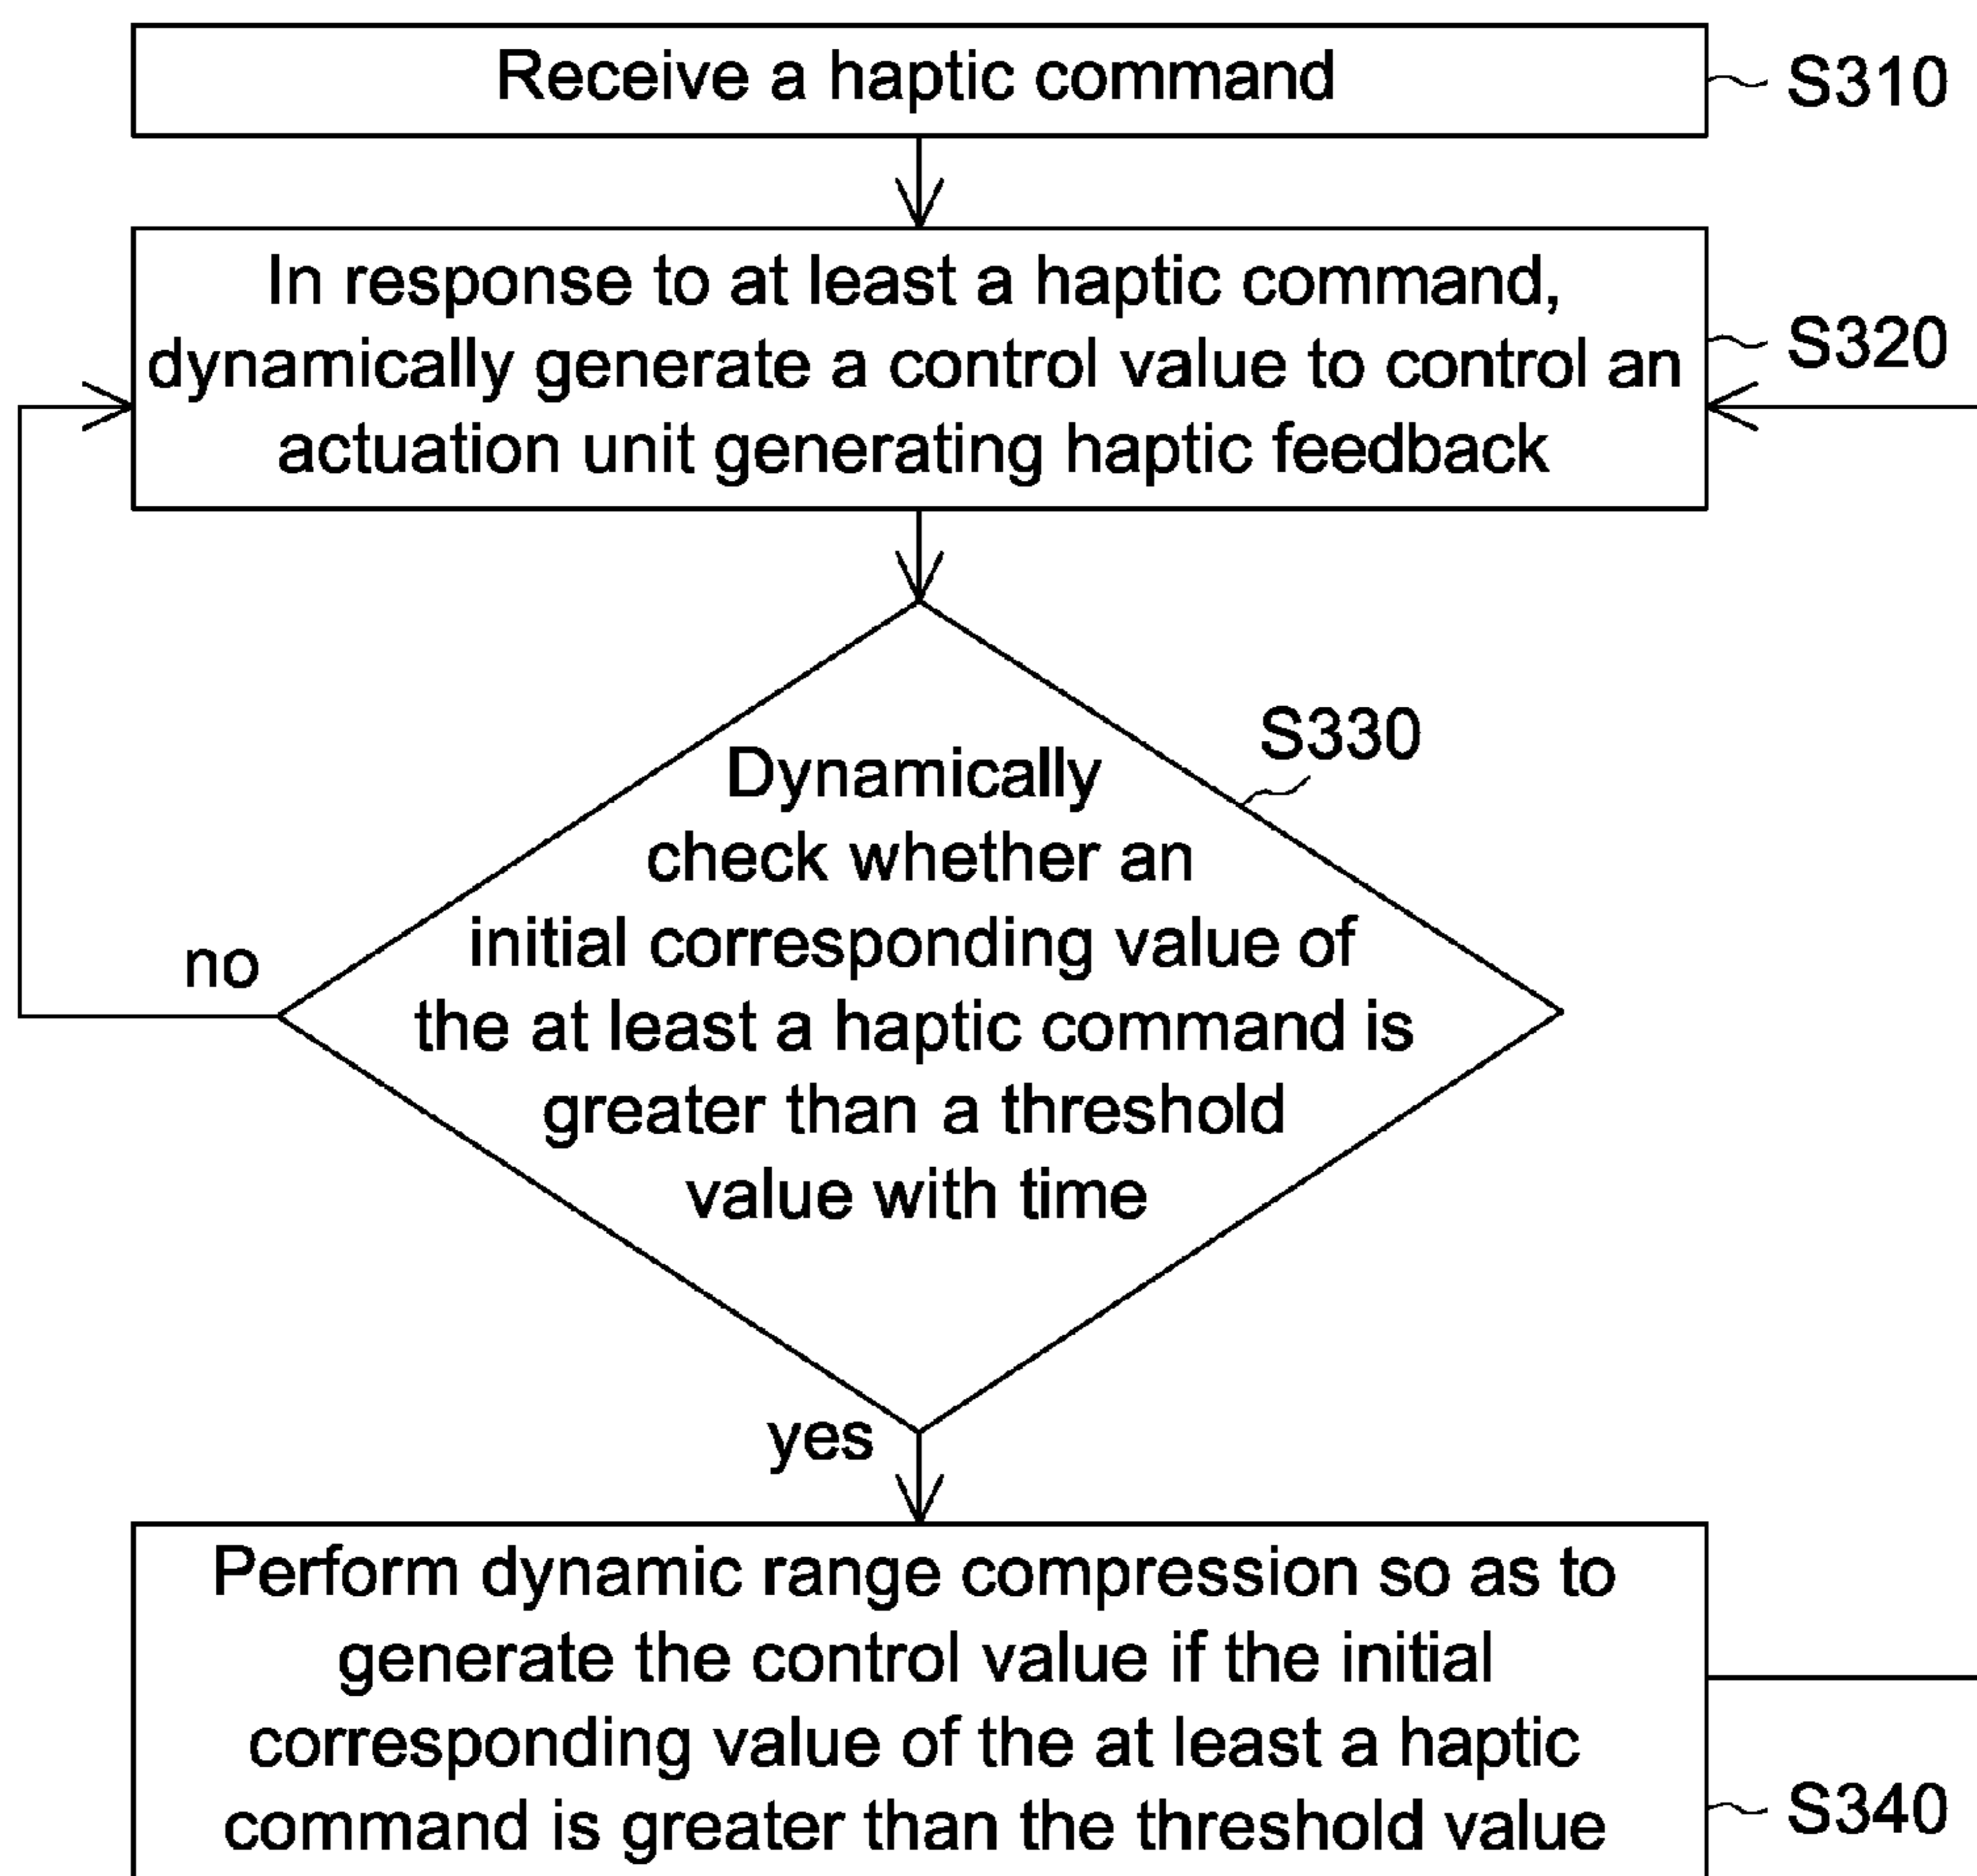 Receive a haptic command
S310
In response to at least a haptic command,
dynamically generate a control value to control an
actuation unit generating haptic feedback
S320
S330
Dynamically
check whether an
initial corresponding value of
the at least a haptic command is
greater than a threshold
value with time
no
yes
Perform dynamic range compression so as to
generate the control value if the initial
corresponding value of the at least a haptic
command is greater than the threshold value
S340